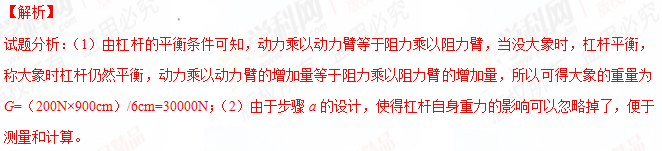 【解析】
试题分析：（1）由杠杆的平衡条件可知，动力乘以动力臂等于阻力乘以阻力臂，当没大象时，杠杆平衡，
称大象时杠杆仍然平衡，动力乘以动力臂的增加量等于阻力乘以阻力臂的增加量，所以可得大象的重量为
G=（200N×900cm）/6cm=30000N；（2）由于步骤 a 的设计，使得杠杆自身重力的影响可以忽略掉了，便于
测量和计算。